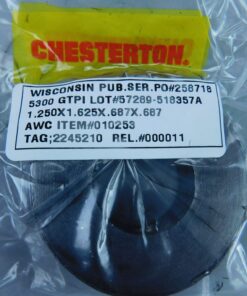 CHESTERTON.
WISCONSIN PUB.SER.PO#258718
5300 GTPI LOT#57289-518357A
1.250X1.625X.687X.687
AWC ITEM#010253
TAG;2245210 REL.#000011